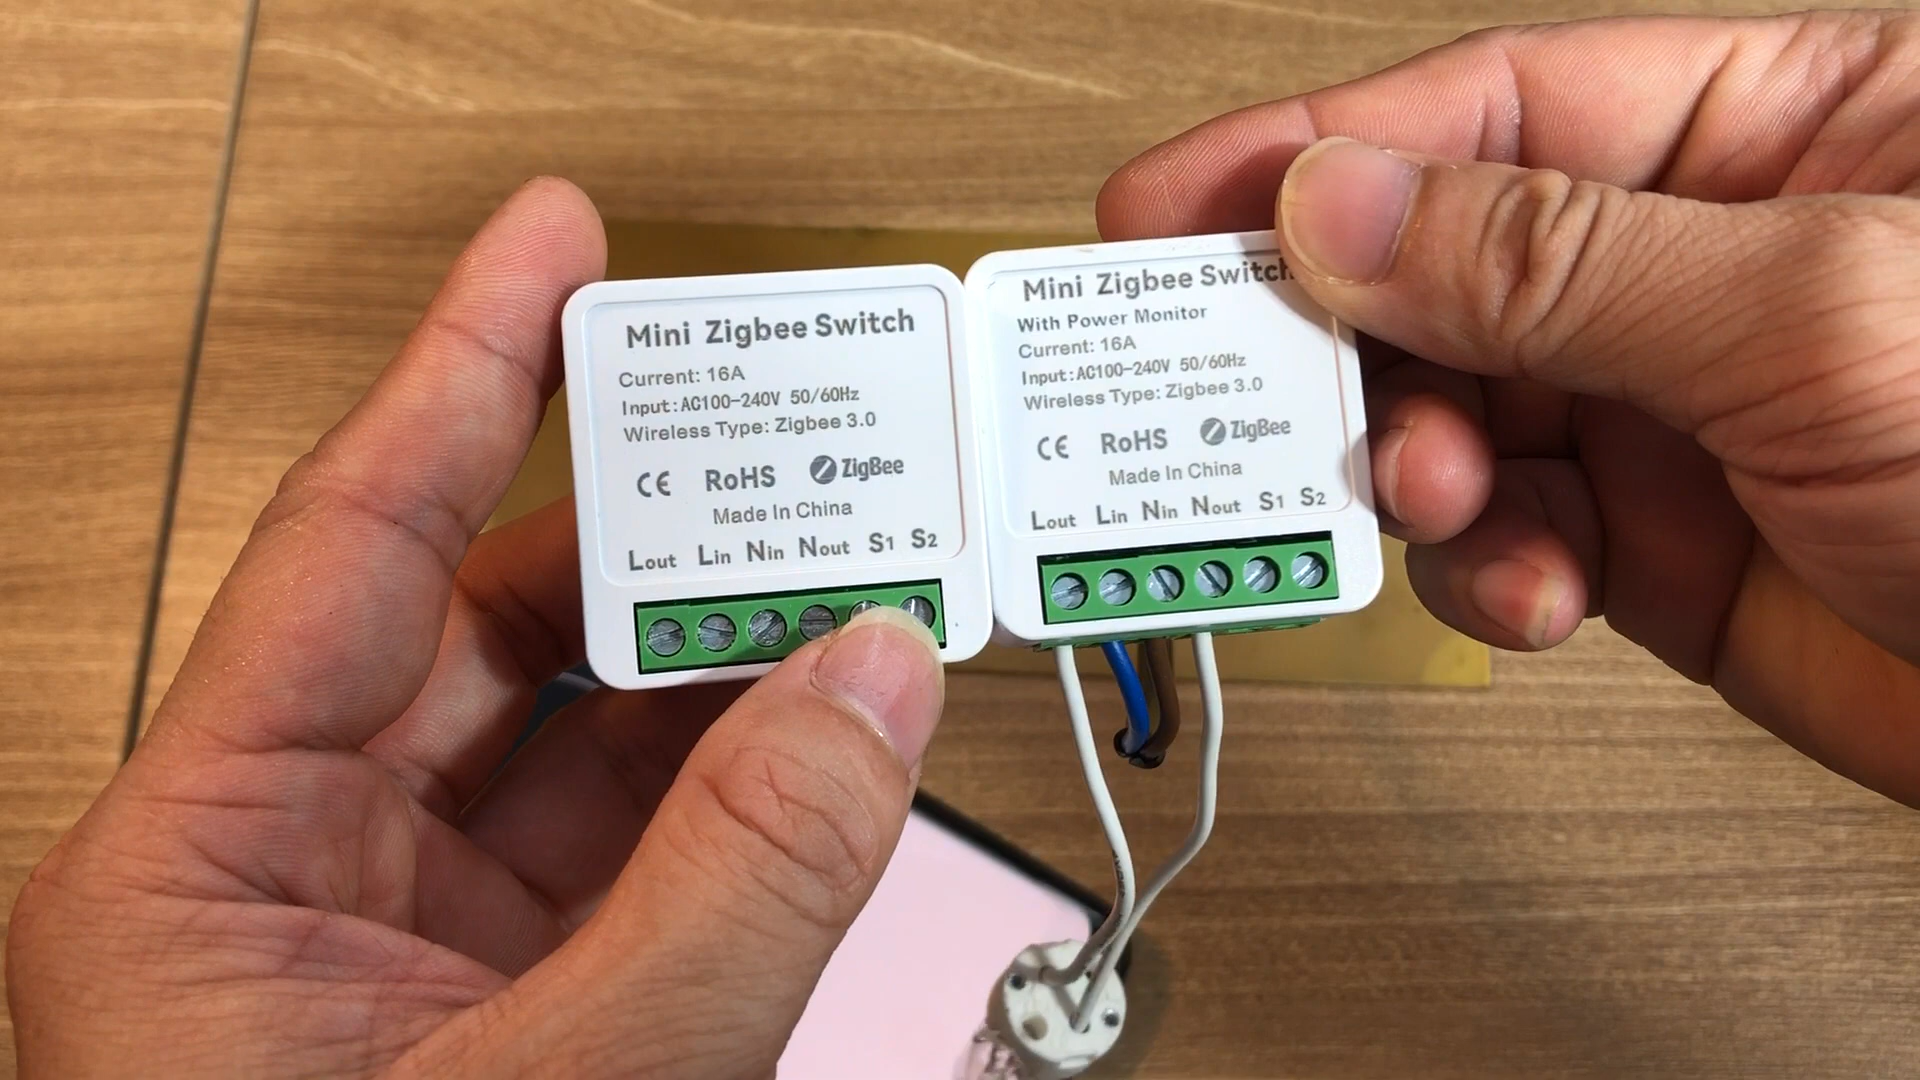 Mini Zigbee Switch
Current: 16A
Input:AC100-240V 50/60Hz
Wireless Type: Zigbee 3.0
CE RoHS ZigBee
Made In China
Lout Lin Nin Nout S1 S2
Mini Zigbee Switch
With Power Monitor
Current: 16A
Input:AC100-240V 50/60Hz
Wireless Type: Zigbee 3.0
CE RoHS ZigBee
Made In China
Lout Lin Nin Nout S1 S2